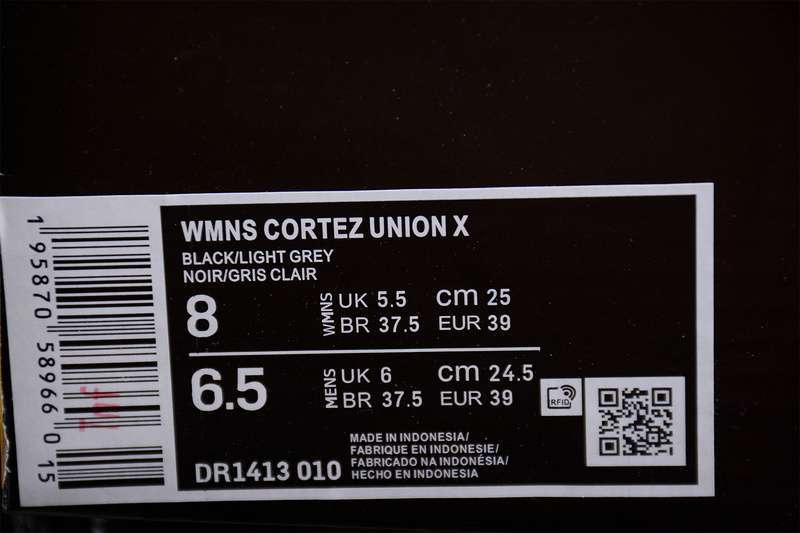 1 95870 58966 0 15
WMNS CORTEZ UNION X
BLACK/LIGHT GREY
NOIR/GRIS CLAIR
8 WMNS UK 5.5 cm 25
BR 37.5 EUR 39
6.5 MENS UK 6 cm 24.5
BR 37.5 EUR 39
RFID
MADE IN INDONESIA/
FABRIQUE EN INDONESIE/
FABRICADO NA INDONÉSIA/
HECHO EN INDONESIA
DR1413 010